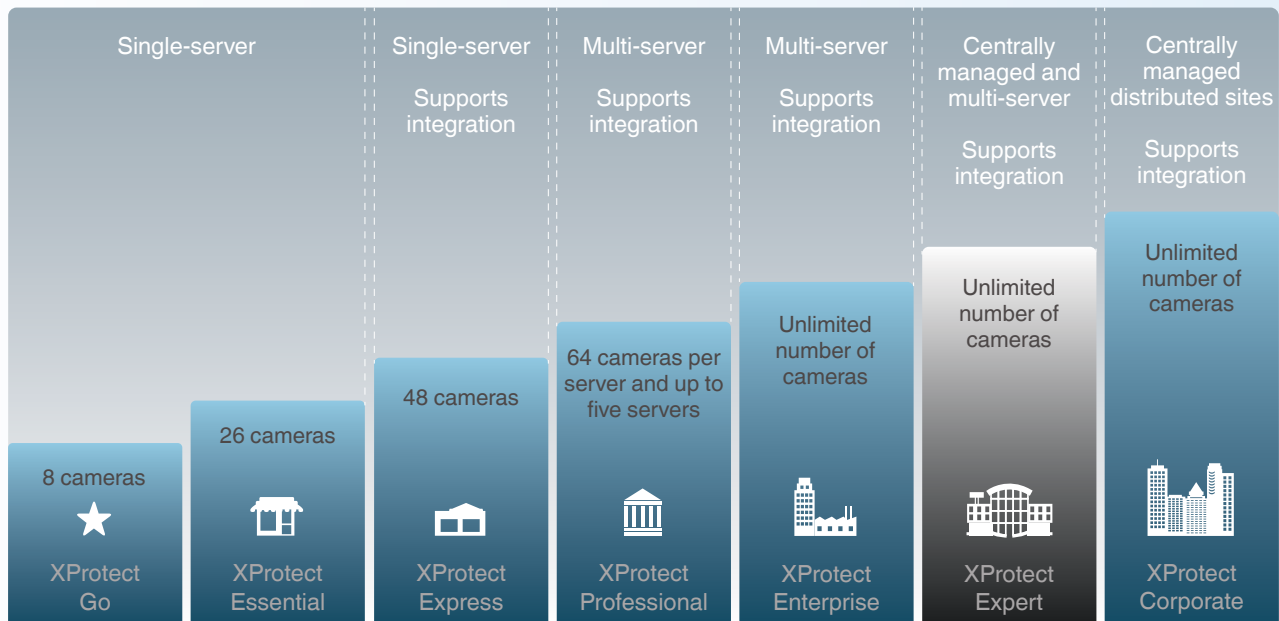 Single-server
Single-server
Supports
integration
Multi-server
Supports
integration
Multi-server
Supports
integration
Centrally
managed and
multi-server
Supports
integration
Centrally
managed
distributed sites
Supports
integration
8 cameras
XProtect
Go
26 cameras
XProtect
Essential
48 cameras
XProtect
Express
64 cameras per
server and up to
five servers
XProtect
Professional
Unlimited
number of
cameras
XProtect
Enterprise
Unlimited
number of
cameras
XProtect
Expert
Unlimited
number of
cameras
XProtect
Corporate